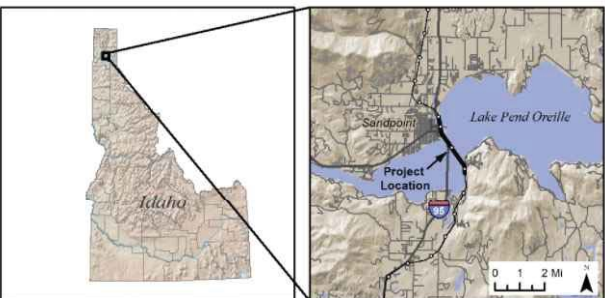 Idaho
Sandpoint
Lake Pend Oreille
Project
Location
95
N
0 1 2 Mi